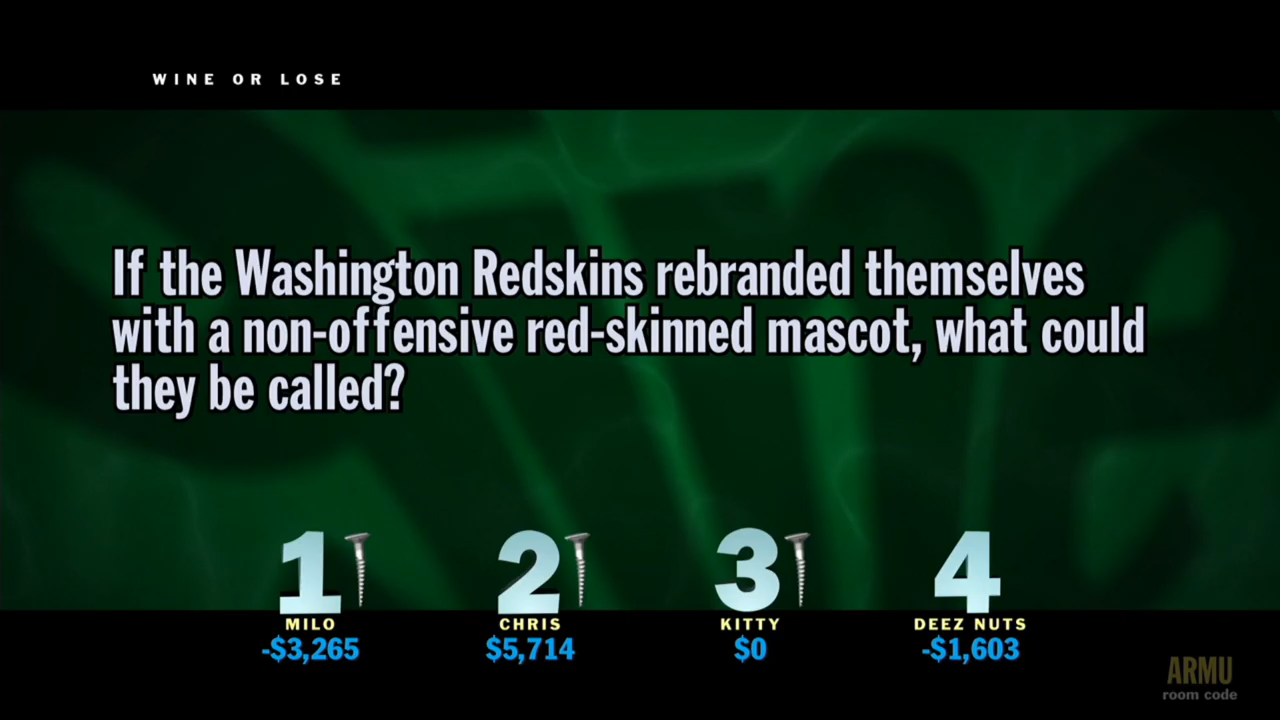 WINE OR LOSE
If the Washington Redskins rebranded themselves
with a non-offensive red-skinned mascot, what could
they be called?
1 2 3 4
MILO CHRIS KITTY DEEZ NUTS
-$3,265 $5,714 $0 -$1,603
ARMU
room code